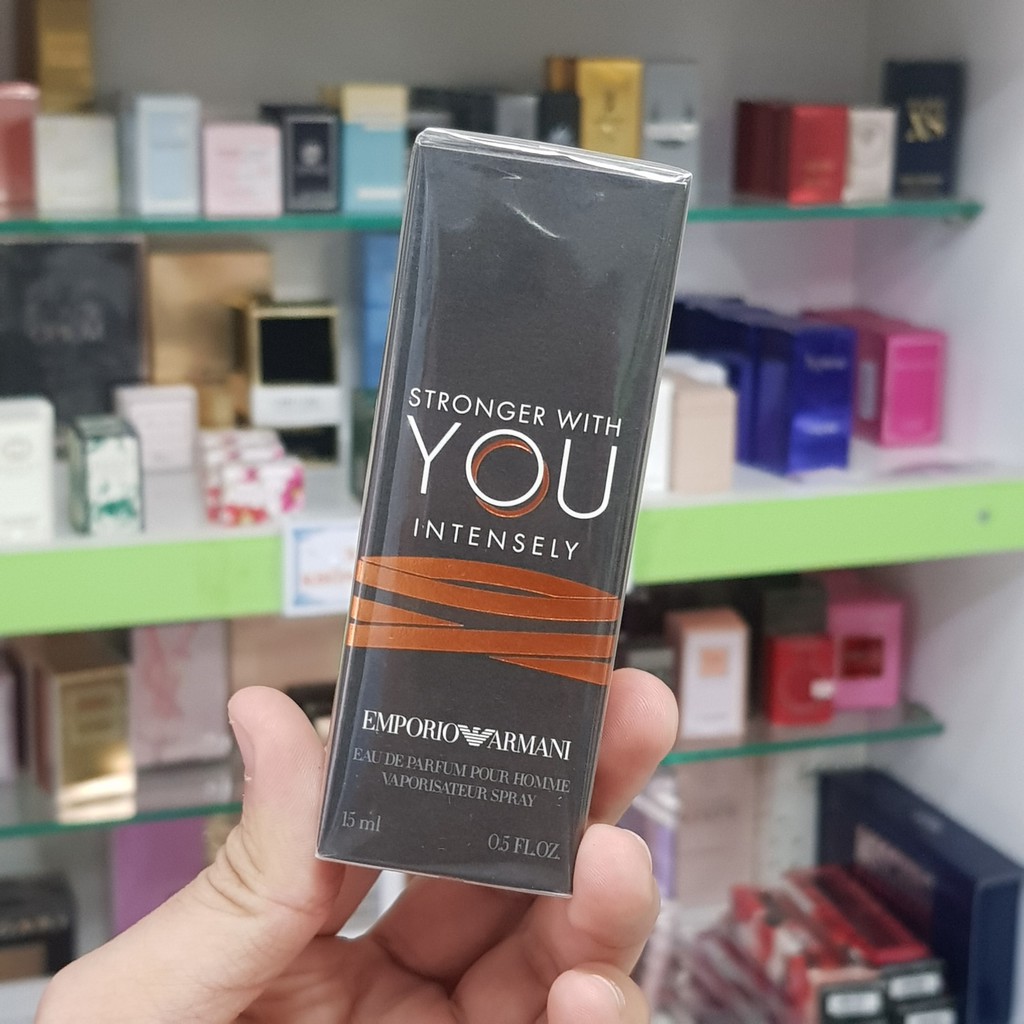 STRONGER WITH
YOU
INTENSELY
EMPORIO ARMANI
EAU DE PARFUM POUR HOMME
VAPORISATEUR SPRAY
15 ml
0.5 FL.OZ